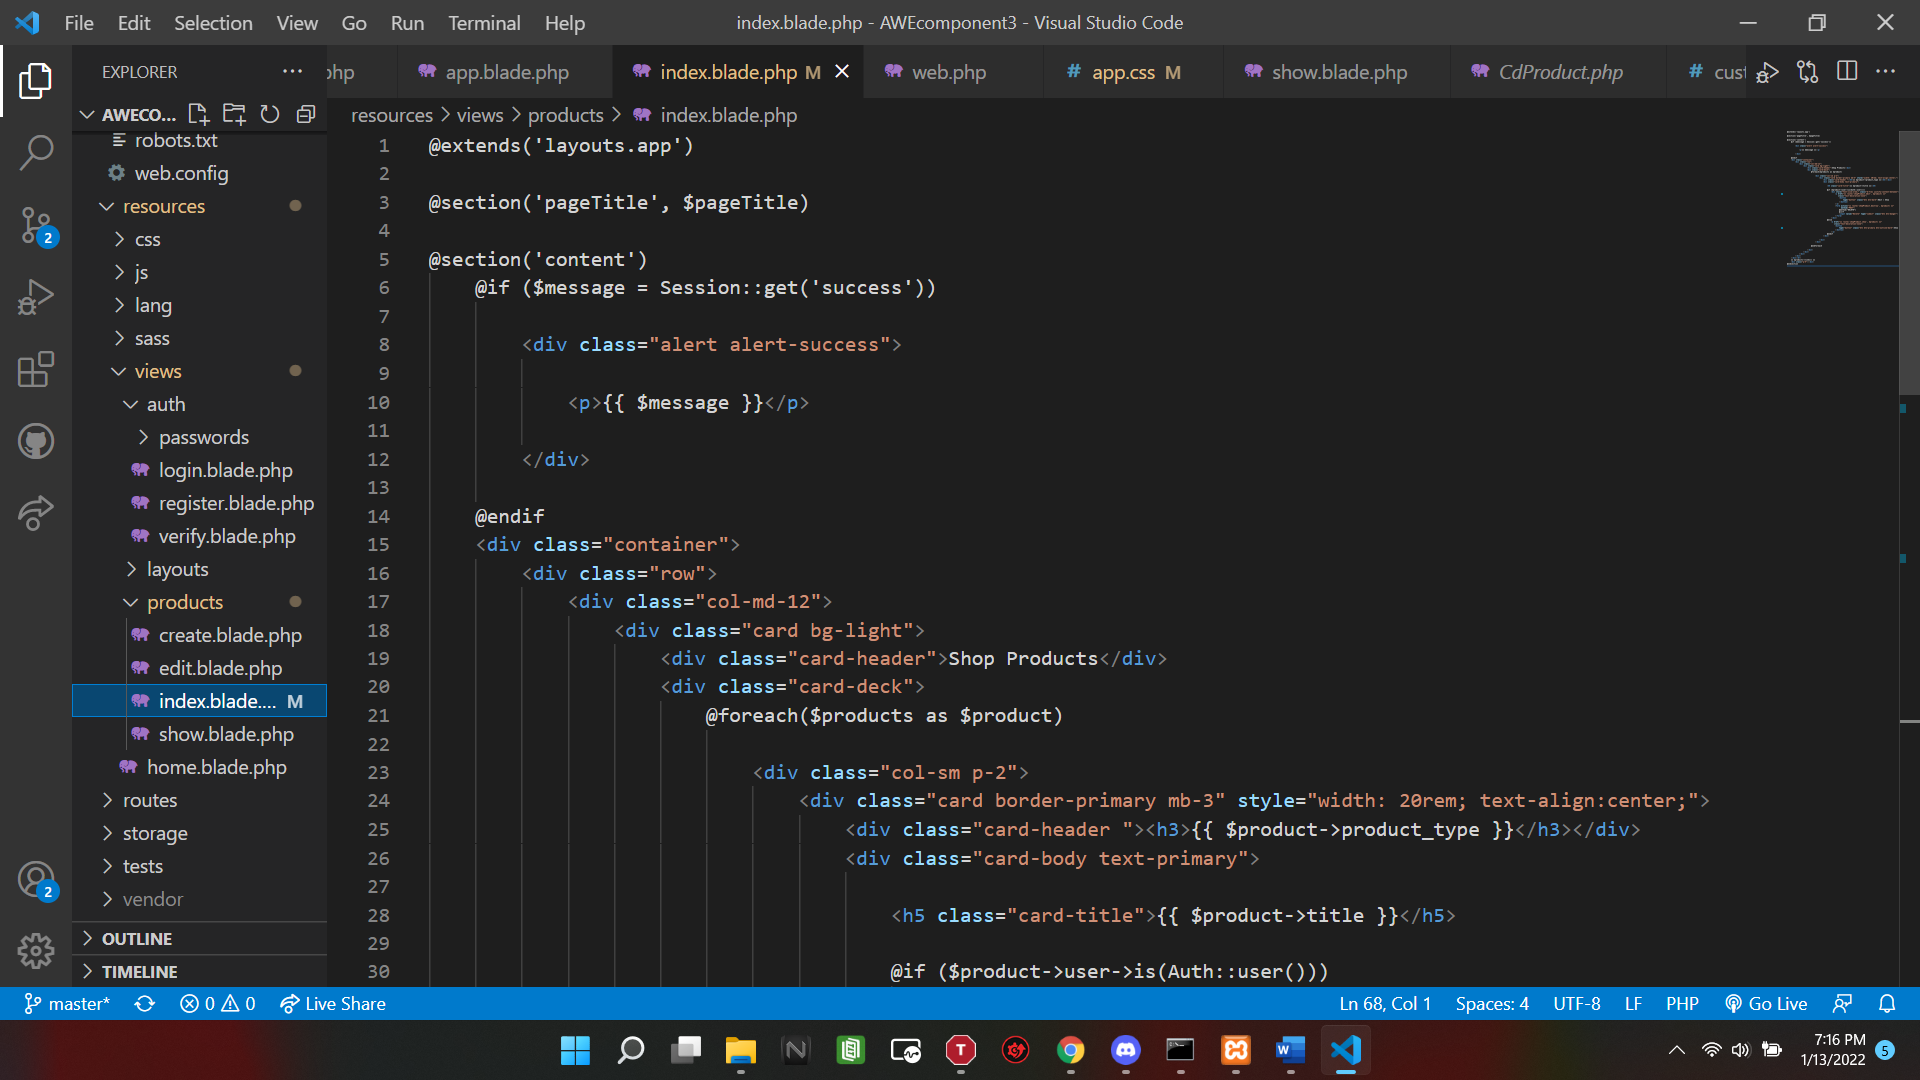 File Edit Selection View Go Run Terminal Help
index.blade.php - AWEcomponent3 - Visual Studio Code
EXPLORER
php
app.blade.php
index.blade.php M
web.php
app.css M
show.blade.php
CdProduct.php
cust
AWECO...
resources > views > products > index.blade.php
robots.txt
web.config
resources
css
js
lang
sass
views
auth
passwords
login.blade.php
register.blade.php
verify.blade.php
layouts
products
create.blade.php
edit.blade.php
index.blade.... M
show.blade.php
home.blade.php
routes
storage
tests
vendor
OUTLINE
TIMELINE
2
2
1 @extends('layouts.app')
2
3 @section('pageTitle', $pageTitle)
4
5 @section('content')
6 @if ($message = Session::get('success'))
7
8 <div class="alert alert-success">
9
10 <p>{{ $message }}</p>
11
12 </div>
13
14 @endif
15 <div class="container">
16 <div class="row">
17 <div class="col-md-12">
18 <div class="card bg-light">
19 <div class="card-header">Shop Products</div>
20 <div class="card-deck">
21 @foreach($products as $product)
22
23 <div class="col-sm p-2">
24 <div class="card border-primary mb-3" style="width: 20rem; text-align:center;">
25 <div class="card-header "><h3>{{ $product->product_type }}</h3></div>
26 <div class="card-body text-primary">
27
28 <h5 class="card-title">{{ $product->title }}</h5>
29
30 @if ($product->user->is(Auth::user()))
master* 0 0 Live Share
Ln 68, Col 1 Spaces: 4 UTF-8 LF PHP Go Live
7:16 PM
1/13/2022
5